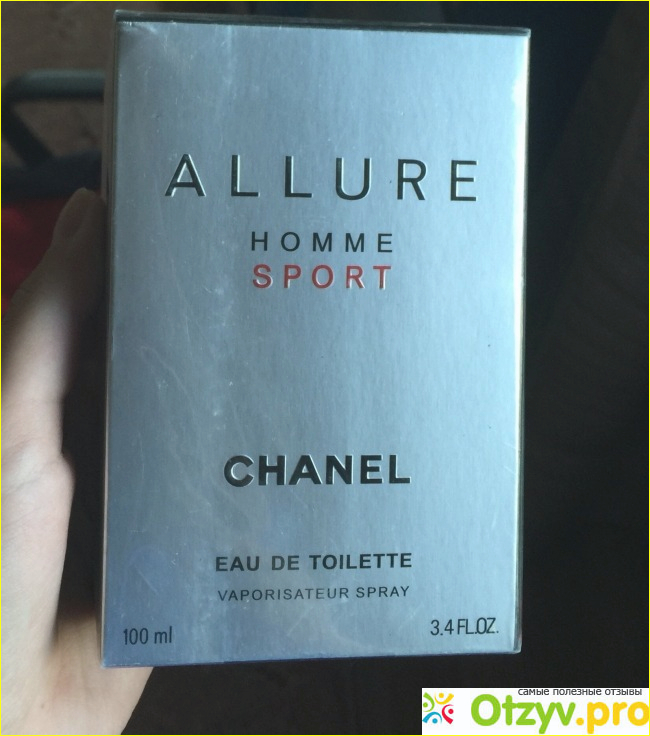 ALLURE
HOMME
SPORT
CHANEL
EAU DE TOILETTE
VAPORISATEUR SPRAY
100 ml 3.4 FL.OZ.
самые полезные отзывы
Otzyv.pro